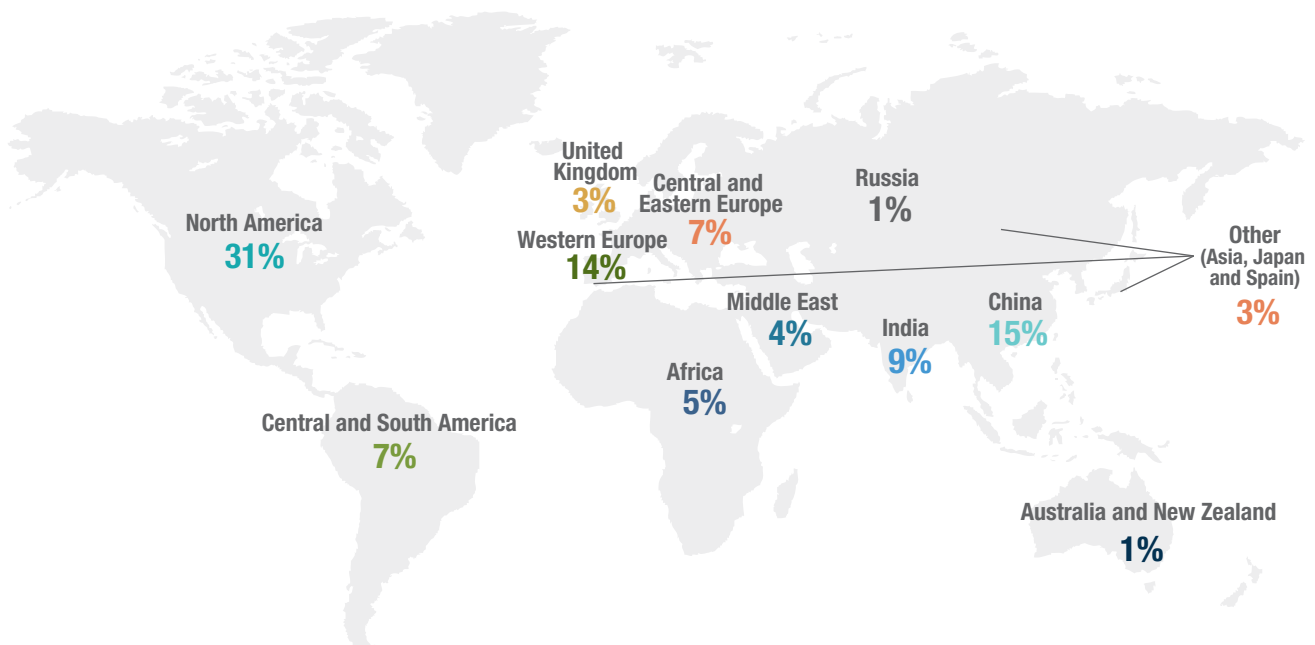 United
Kingdom
3%
Central and
Eastern Europe
7%
Russia
1%
North America
31%
Western Europe
14%
Other
(Asia, Japan
and Spain)
3%
Middle East
4%
India
9%
China
15%
Africa
5%
Central and South America
7%
Australia and New Zealand
1%